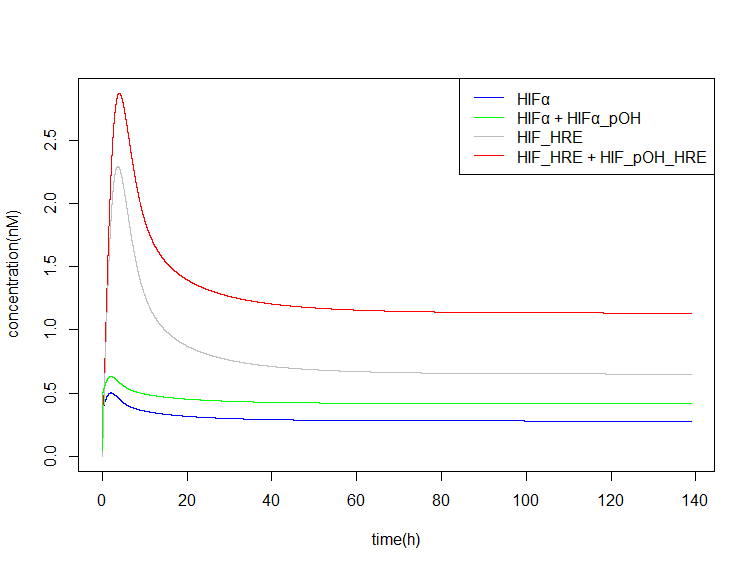 HIFα
HIFα + HIFα_pOH
HIF_HRE
HIF_HRE + HIF_pOH_HRE
concentration(nM)
2.5
2.0
1.5
1.0
0.5
0.0
0 20 40 60 80 100 120 140
time(h)